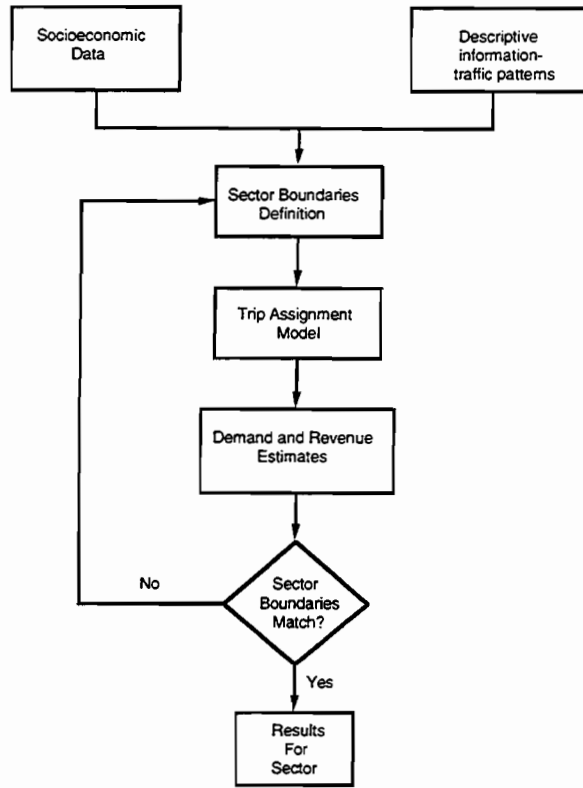 Socioeconomic
Data
Descriptive
information-
traffic patterns
Sector Boundaries
Definition
Trip Assignment
Model
Demand and Revenue
Estimates
No
Sector
Boundaries
Match?
Yes
Results
For
Sector